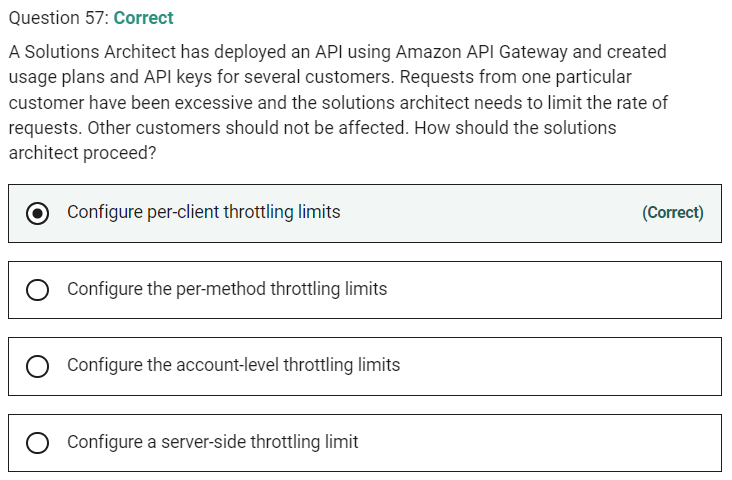 Question 57: Correct
A Solutions Architect has deployed an API using Amazon API Gateway and created
usage plans and API keys for several customers. Requests from one particular
customer have been excessive and the solutions architect needs to limit the rate of
requests. Other customers should not be affected. How should the solutions
architect proceed?
Configure per-client throttling limits (Correct)
Configure the per-method throttling limits
Configure the account-level throttling limits
Configure a server-side throttling limit